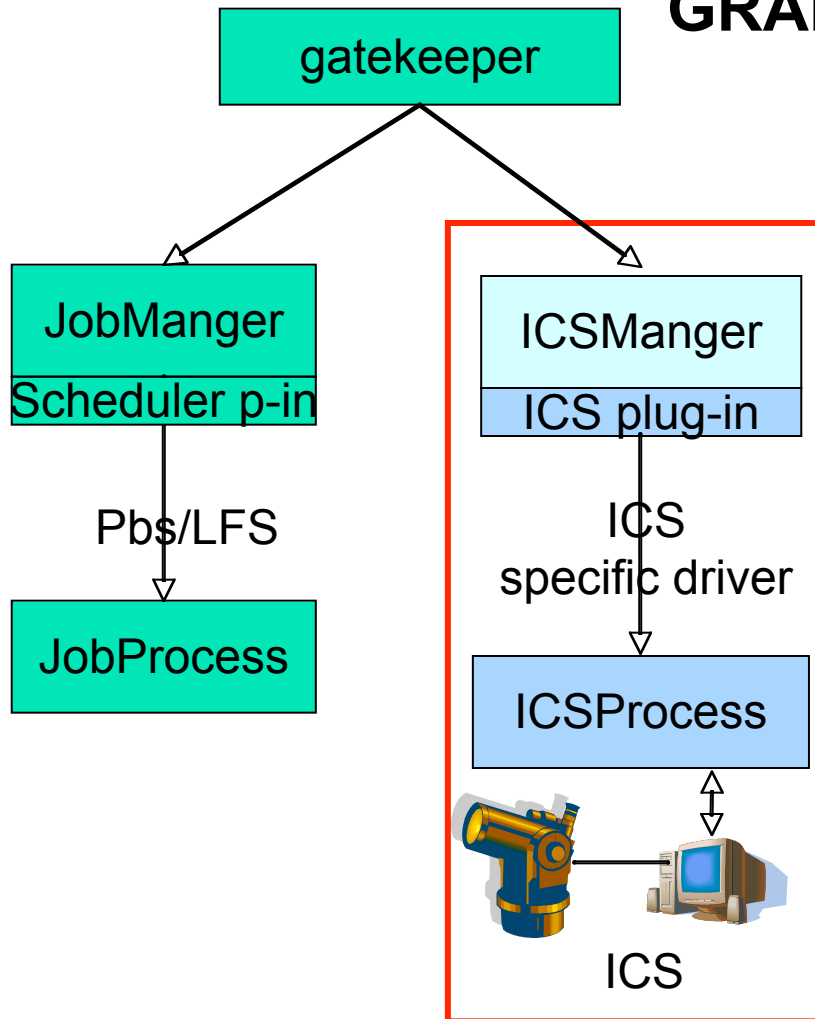 gatekeeper
JobManger
Scheduler p-in
Pbs/LFS
JobProcess
ICSManger
ICS plug-in
ICS
specific driver
ICSProcess
ICS